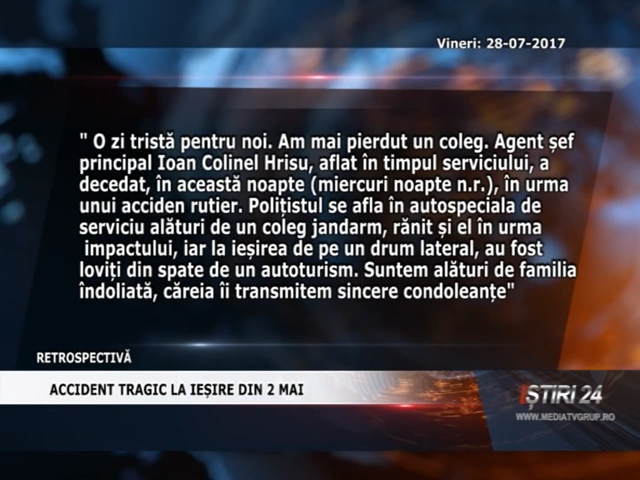 Vineri: 28-07-2017
" O zi tristă pentru noi. Am mai pierdut un coleg. Agent șef
principal Ioan Colinel Hrisu, aflat în timpul serviciului, a
decedat, în această noapte (miercuri noapte n.r.), în urma
unui acciden rutier. Polițistul se afla în autospeciala de
serviciu alături de un coleg jandarm, rănit și el în urma
impactului, iar la ieșirea de pe un drum lateral, au fost
loviți din spate de un autoturism. Suntem alături de familia
îndoliată, căreia îi transmitem sincere condoleanțe"
RETROSPECTIVĂ
ACCIDENT TRAGIC LA IEȘIRE DIN 2 MAI
ȘTIRI 24
WWW.MEDIATVGRUP.RO